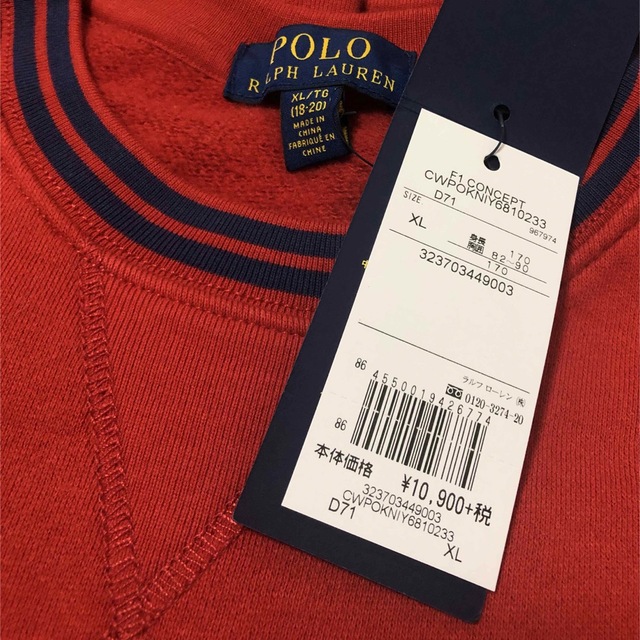 POLO
RALPH LAUREN
XL/TG
(18-20)
MADE IN
CHINA
FABRIQUÉ EN
CHINE
E1 CONCEPT
CWPOKNIY6810233
D71
967974
SIZE
XL
身長 170
胸囲 82~90
170
323703449003
ラルフ ローレン (株)
0120-3274-20
86
4550019426774
86
本体価格
¥10,900+税
323703449003
CWPOKNIY6810233
D71
XL